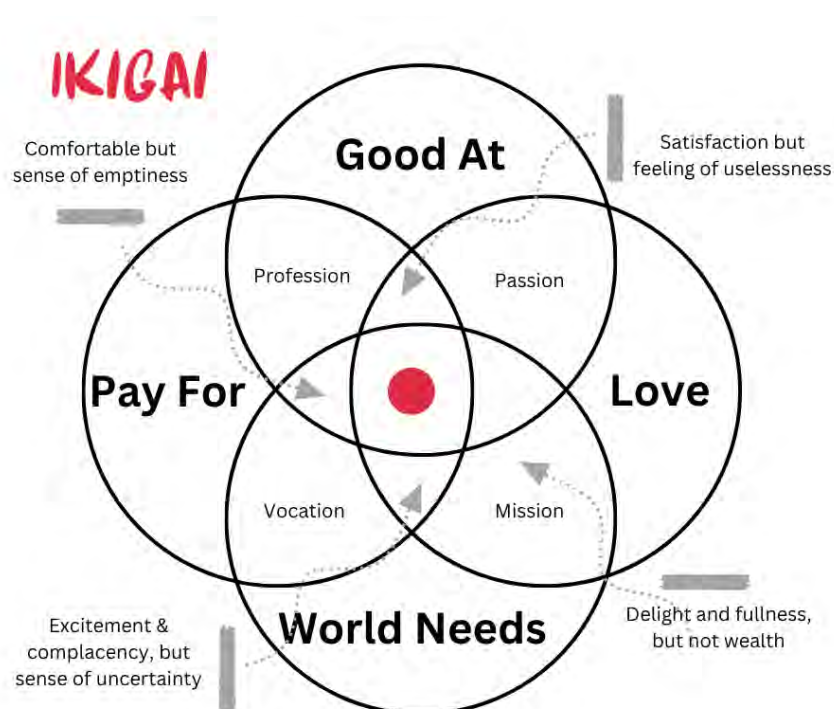 IKIGAI
Good At
Comfortable but
sense of emptiness
Satisfaction but
feeling of uselessness
Profession
Passion
Pay For
Love
Vocation
Mission
World Needs
Excitement &
complacency, but
sense of uncertainty
Delight and fullness,
but not wealth